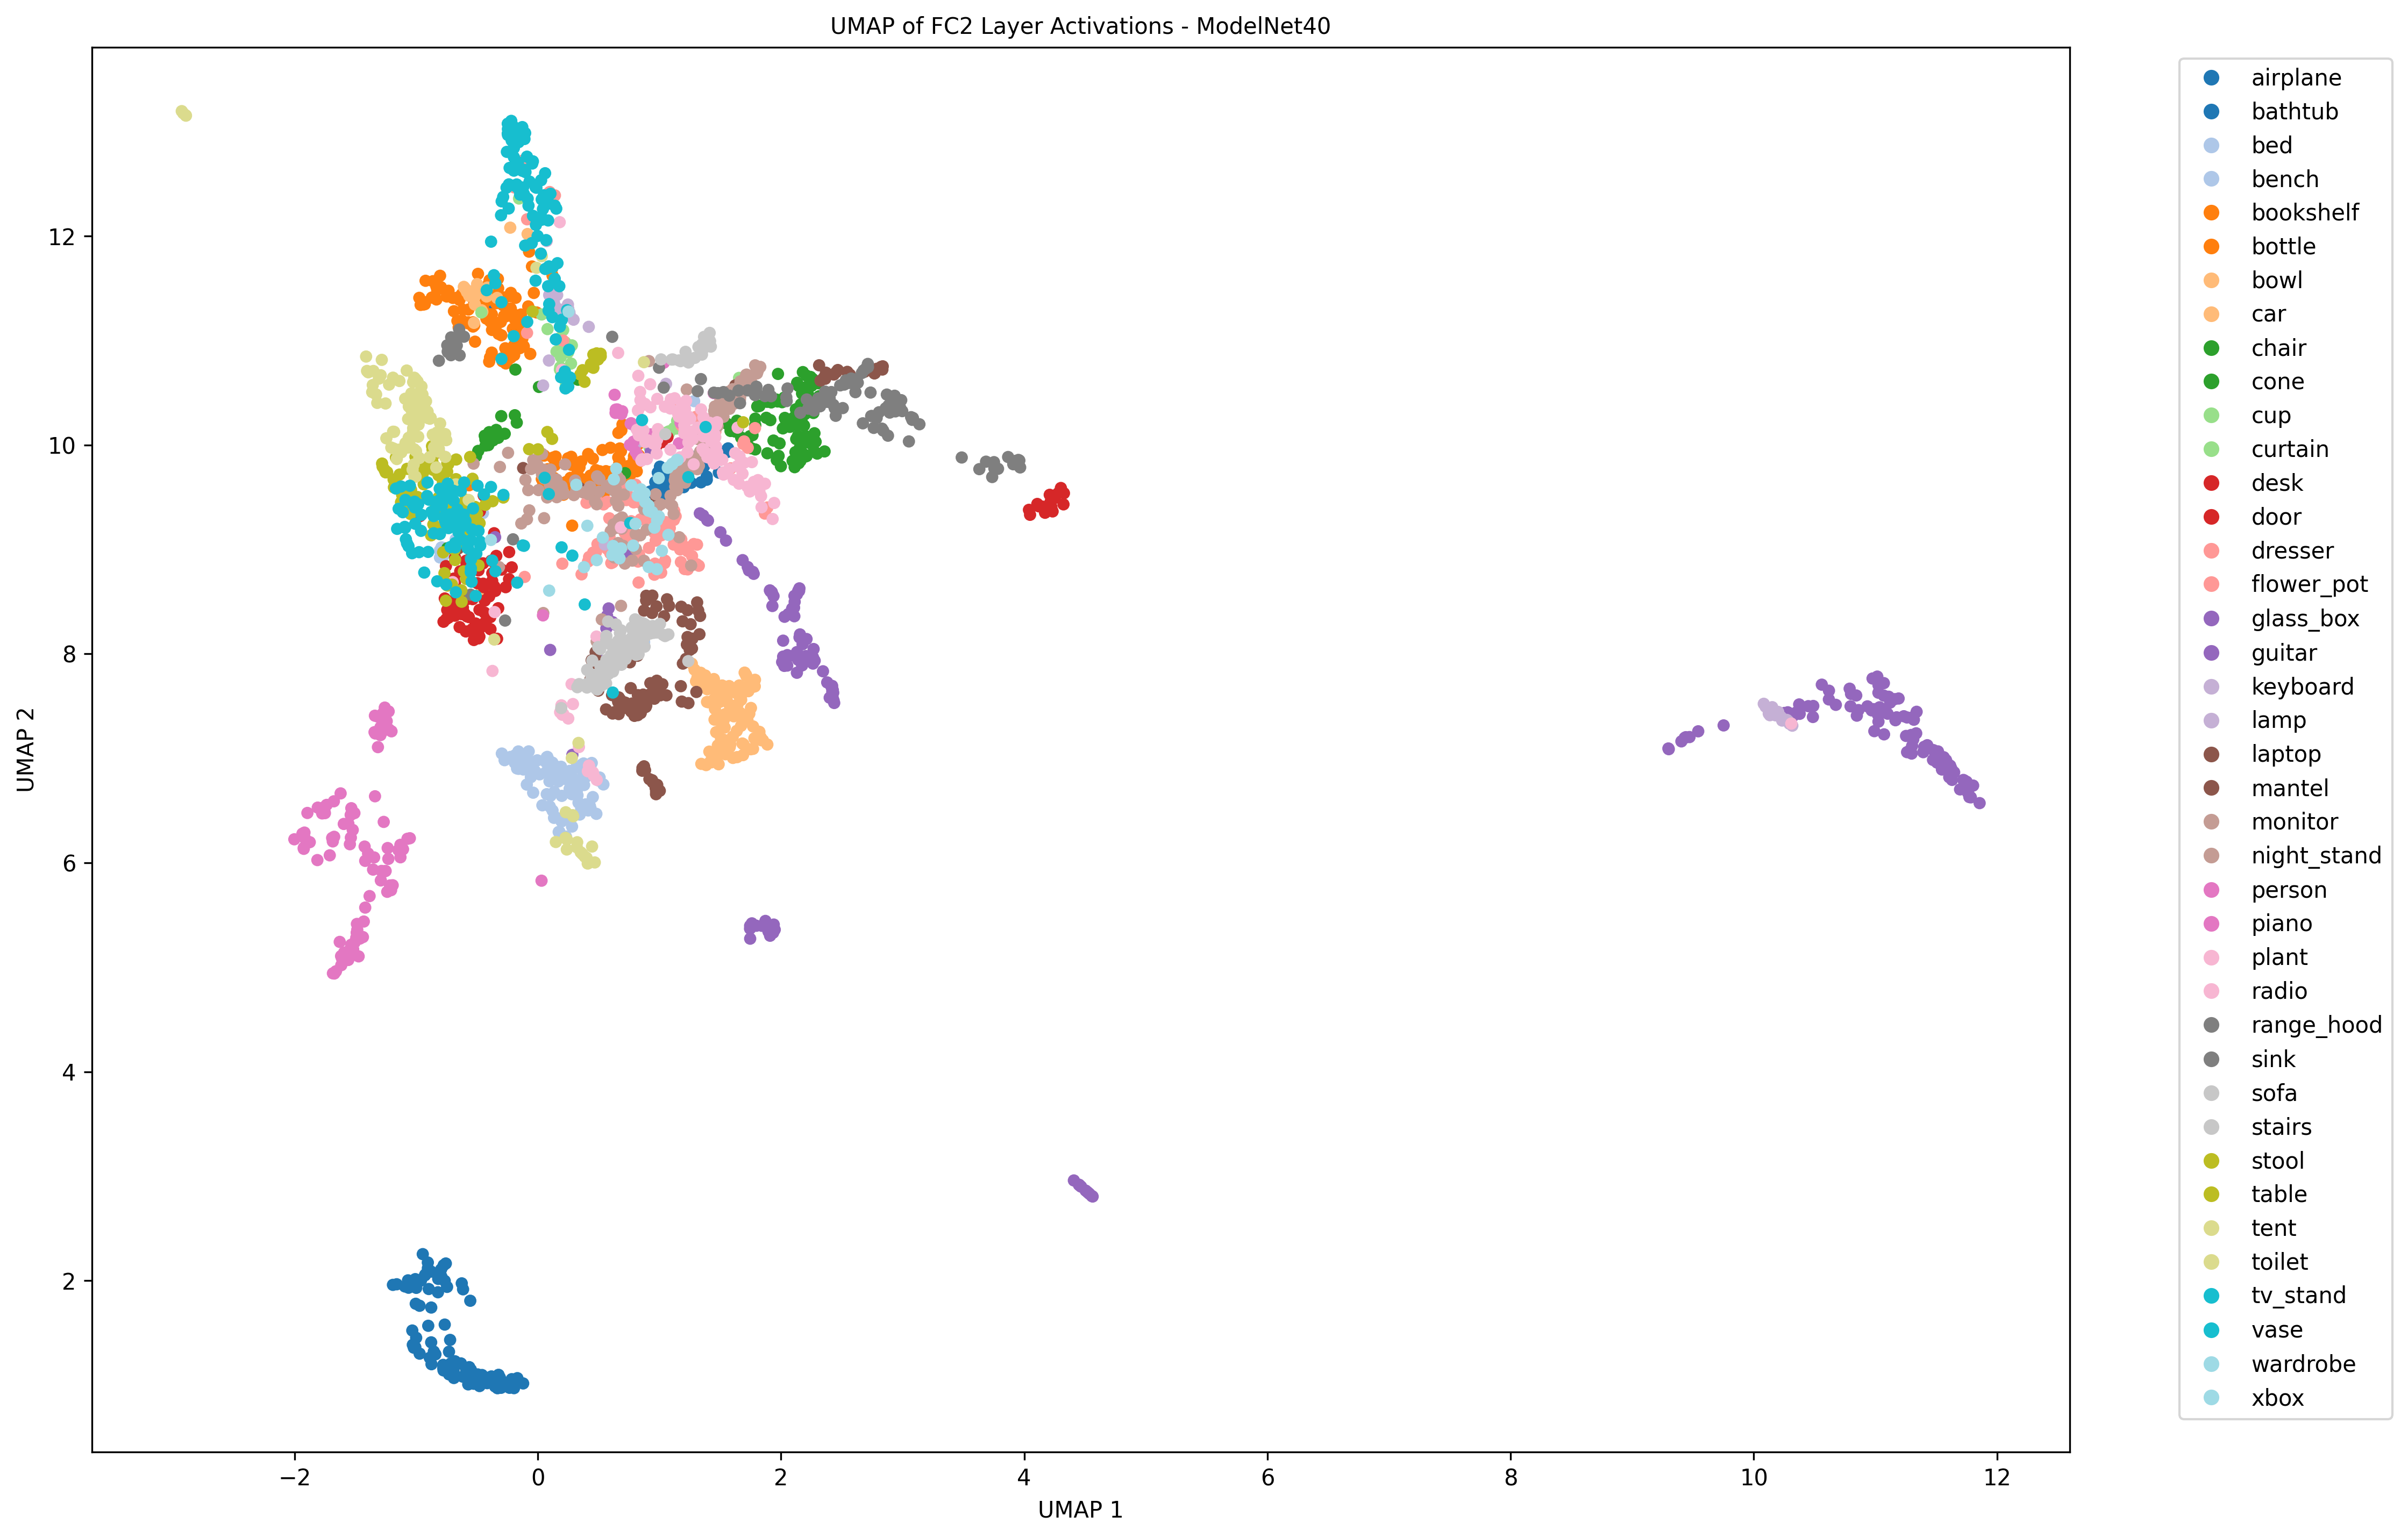 UMAP of FC2 Layer Activations - ModelNet40
12
10
8
6
4
2
UMAP 2
−2
0
2
4
6
8
10
12
UMAP 1
airplane
bathtub
bed
bench
bookshelf
bottle
bowl
car
chair
cone
cup
curtain
desk
door
dresser
flower_pot
glass_box
guitar
keyboard
lamp
laptop
mantel
monitor
night_stand
person
piano
plant
radio
range_hood
sink
sofa
stairs
stool
table
tent
toilet
tv_stand
vase
wardrobe
xbox